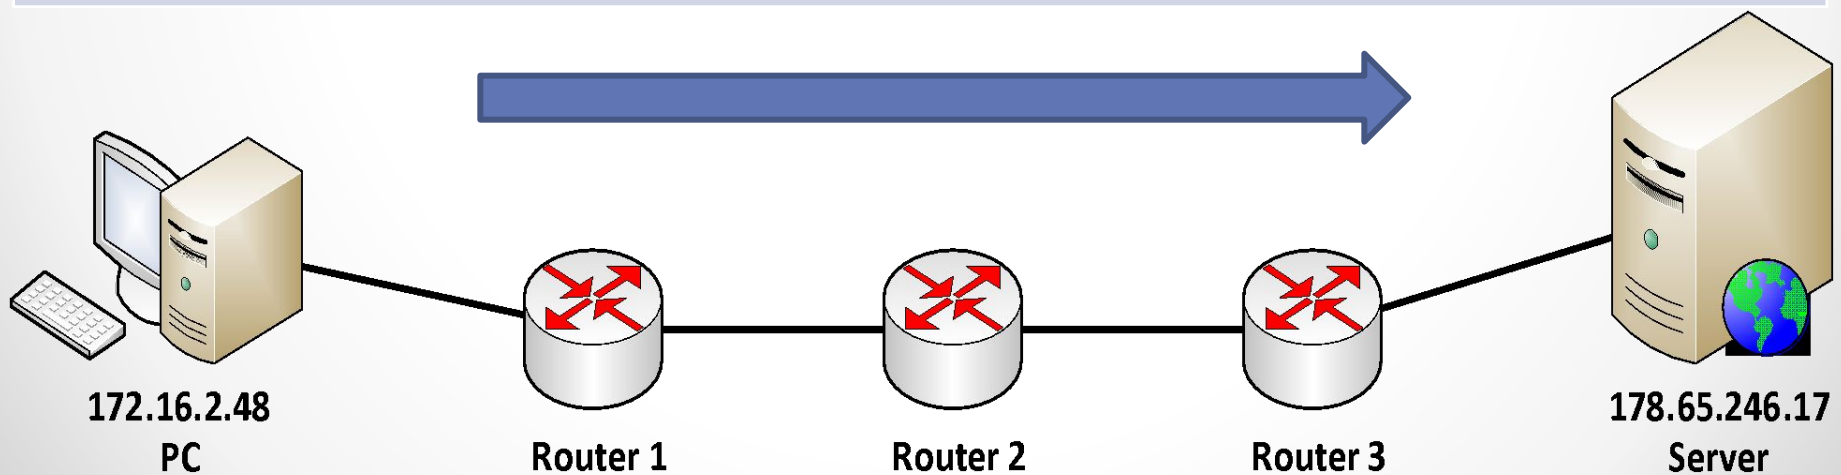 172.16.2.48
PC
Router 1
Router 2
Router 3
178.65.246.17
Server